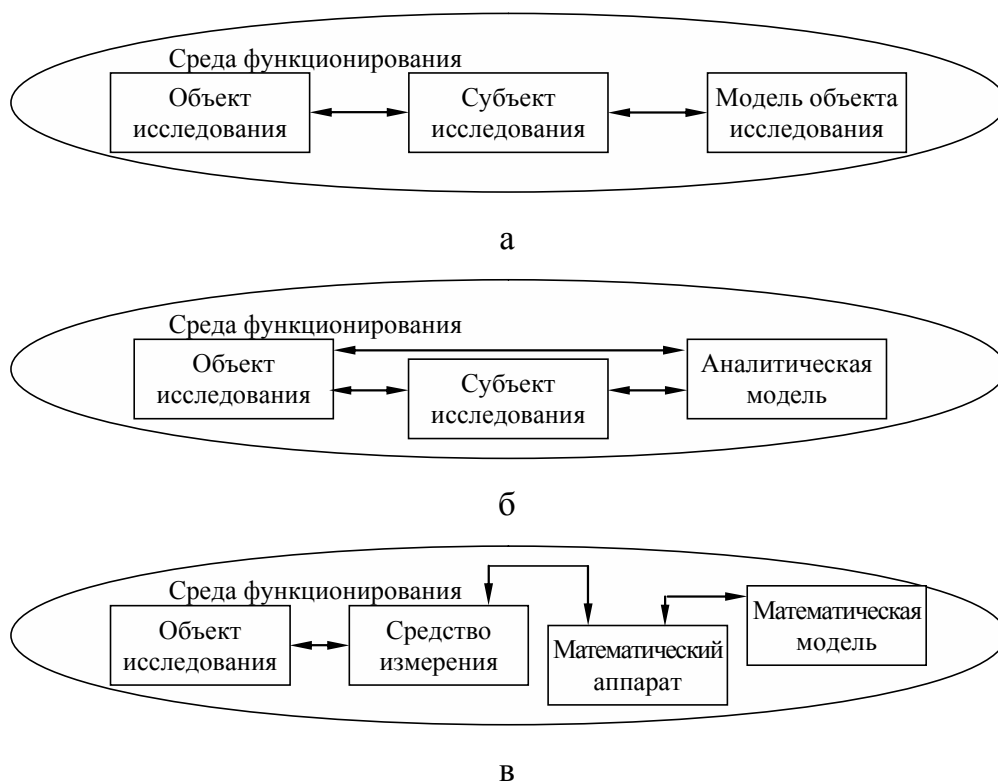 Среда функционирования
Объект
исследования
Субъект
исследования
Модель объекта
исследования
а
Среда функционирования
Объект
исследования
Субъект
исследования
Аналитическая
модель
б
Среда функционирования
Объект
исследования
Средство
измерения
Математический
аппарат
Математическая
модель
в